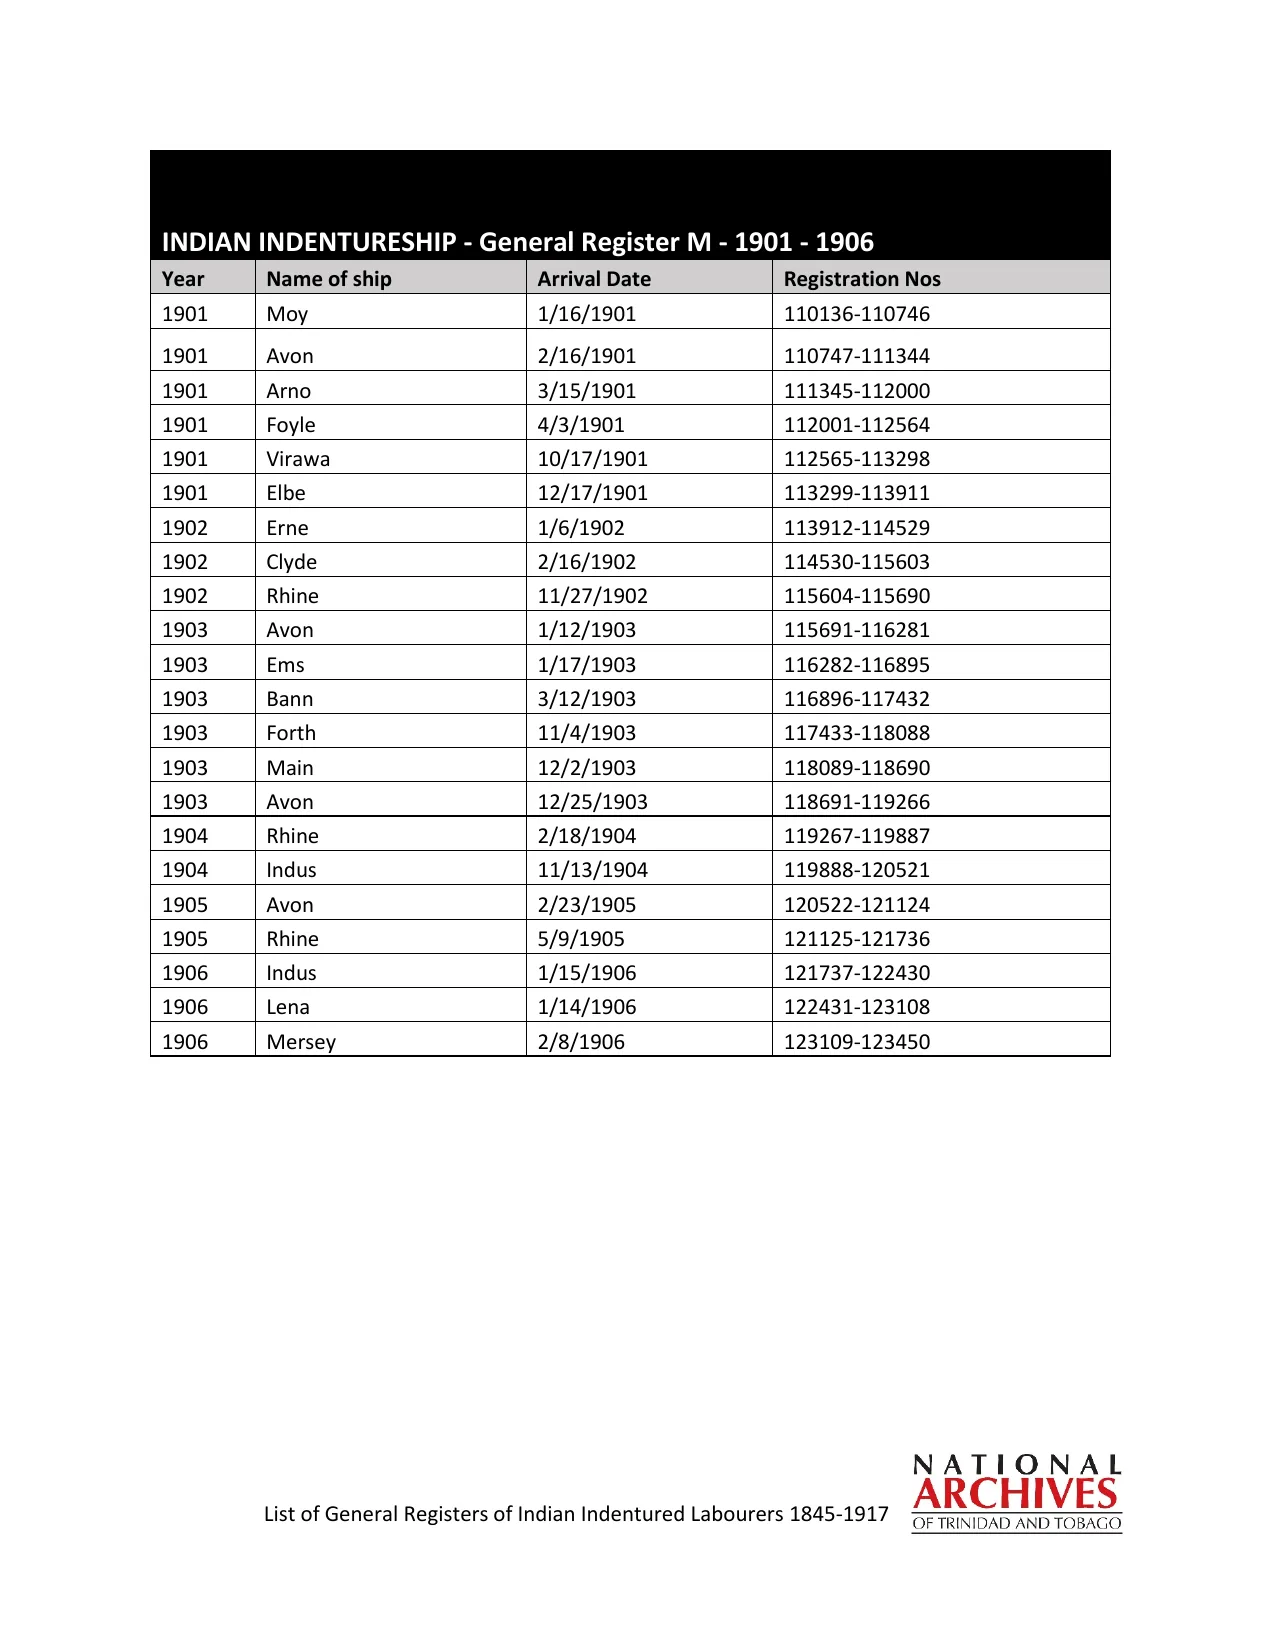 INDIAN INDENTURESHIP - General Register M - 1901 - 1906
Year Name of ship Arrival Date Registration Nos
1901 Moy 1/16/1901 110136-110746
1901 Avon 2/16/1901 110747-111344
1901 Arno 3/15/1901 111345-112000
1901 Foyle 4/3/1901 112001-112564
1901 Virawa 10/17/1901 112565-113298
1901 Elbe 12/17/1901 113299-113911
1902 Erne 1/6/1902 113912-114529
1902 Clyde 2/16/1902 114530-115603
1902 Rhine 11/27/1902 115604-115690
1903 Avon 1/12/1903 115691-116281
1903 Ems 1/17/1903 116282-116895
1903 Bann 3/12/1903 116896-117432
1903 Forth 11/4/1903 117433-118088
1903 Main 12/2/1903 118089-118690
1903 Avon 12/25/1903 118691-119266
1904 Rhine 2/18/1904 119267-119887
1904 Indus 11/13/1904 119888-120521
1905 Avon 2/23/1905 120522-121124
1905 Rhine 5/9/1905 121125-121736
1906 Indus 1/15/1906 121737-122430
1906 Lena 1/14/1906 122431-123108
1906 Mersey 2/8/1906 123109-123450
List of General Registers of Indian Indentured Labourers 1845-1917
NATIONAL
ARCHIVES
OF TRINIDAD AND TOBAGO